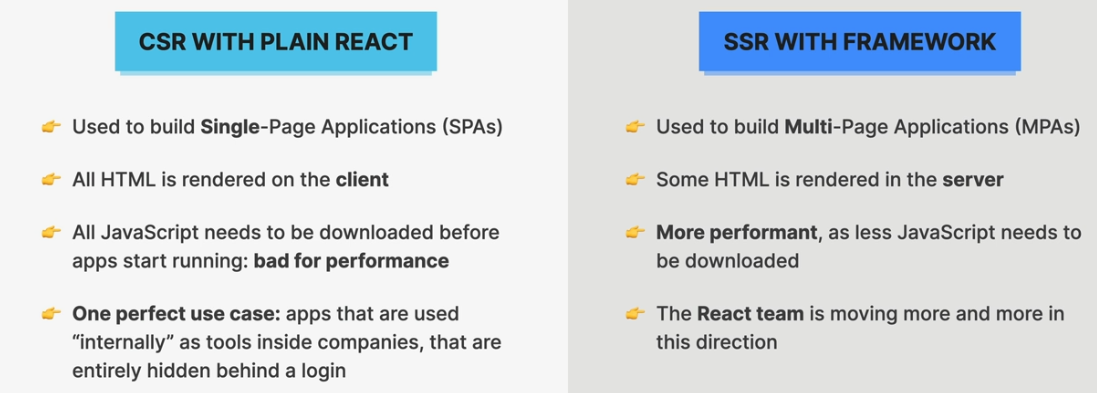 CSR WITH PLAIN REACT
👉 Used to build Single-Page Applications (SPAs)
👉 All HTML is rendered on the client
👉 All JavaScript needs to be downloaded before
apps start running: bad for performance
👉 One perfect use case: apps that are used
“internally” as tools inside companies, that are
entirely hidden behind a login
SSR WITH FRAMEWORK
👉 Used to build Multi-Page Applications (MPAs)
👉 Some HTML is rendered in the server
👉 More performant, as less JavaScript needs to
be downloaded
👉 The React team is moving more and more in
this direction